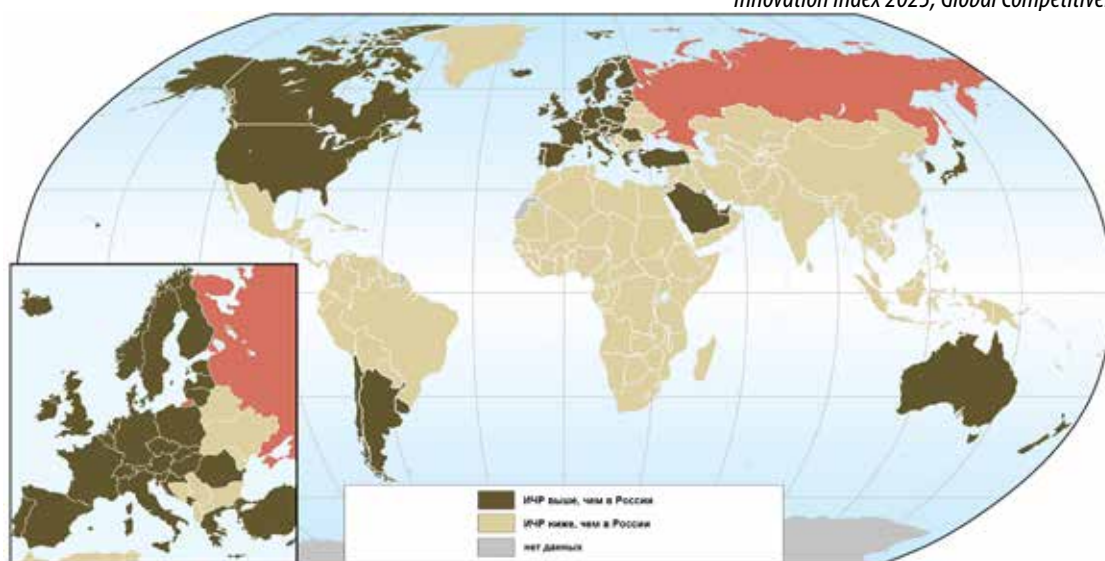 Innovation Index 2023, Global Competitive
ИЧР выше, чем в России
ИЧР ниже, чем в России
нет данных